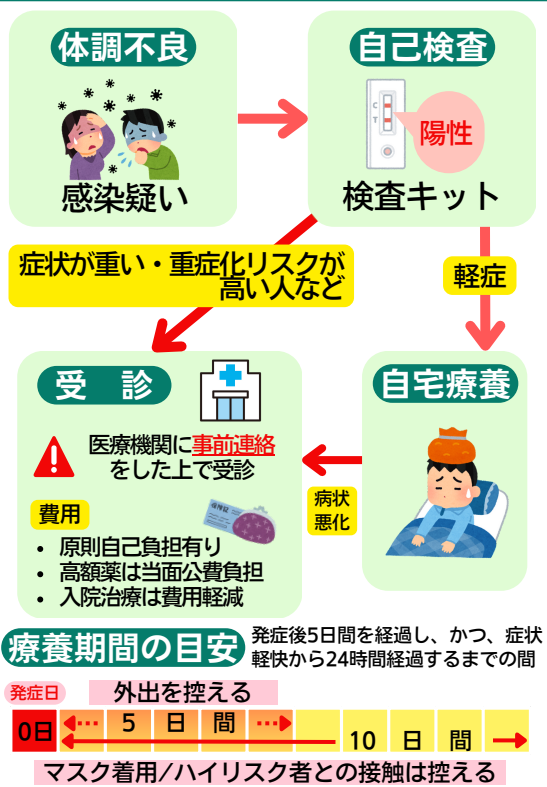 体調不良
感染疑い
自己検査
C
T
陽性
検査キット
症状が重い・重症化リスクが
高い人など
軽症
受 診
医療機関に事前連絡
をした上で受診
費用
保険証
• 原則自己負担有り
• 高額薬は当面公費負担
• 入院治療は費用軽減
自宅療養
病状
悪化
療養期間の目安
発症後5日間を経過し、かつ、症状
軽快から24時間経過するまでの間
発症日
外出を控える
0日
5 日 間
10 日 間
マスク着用/ハイリスク者との接触は控える